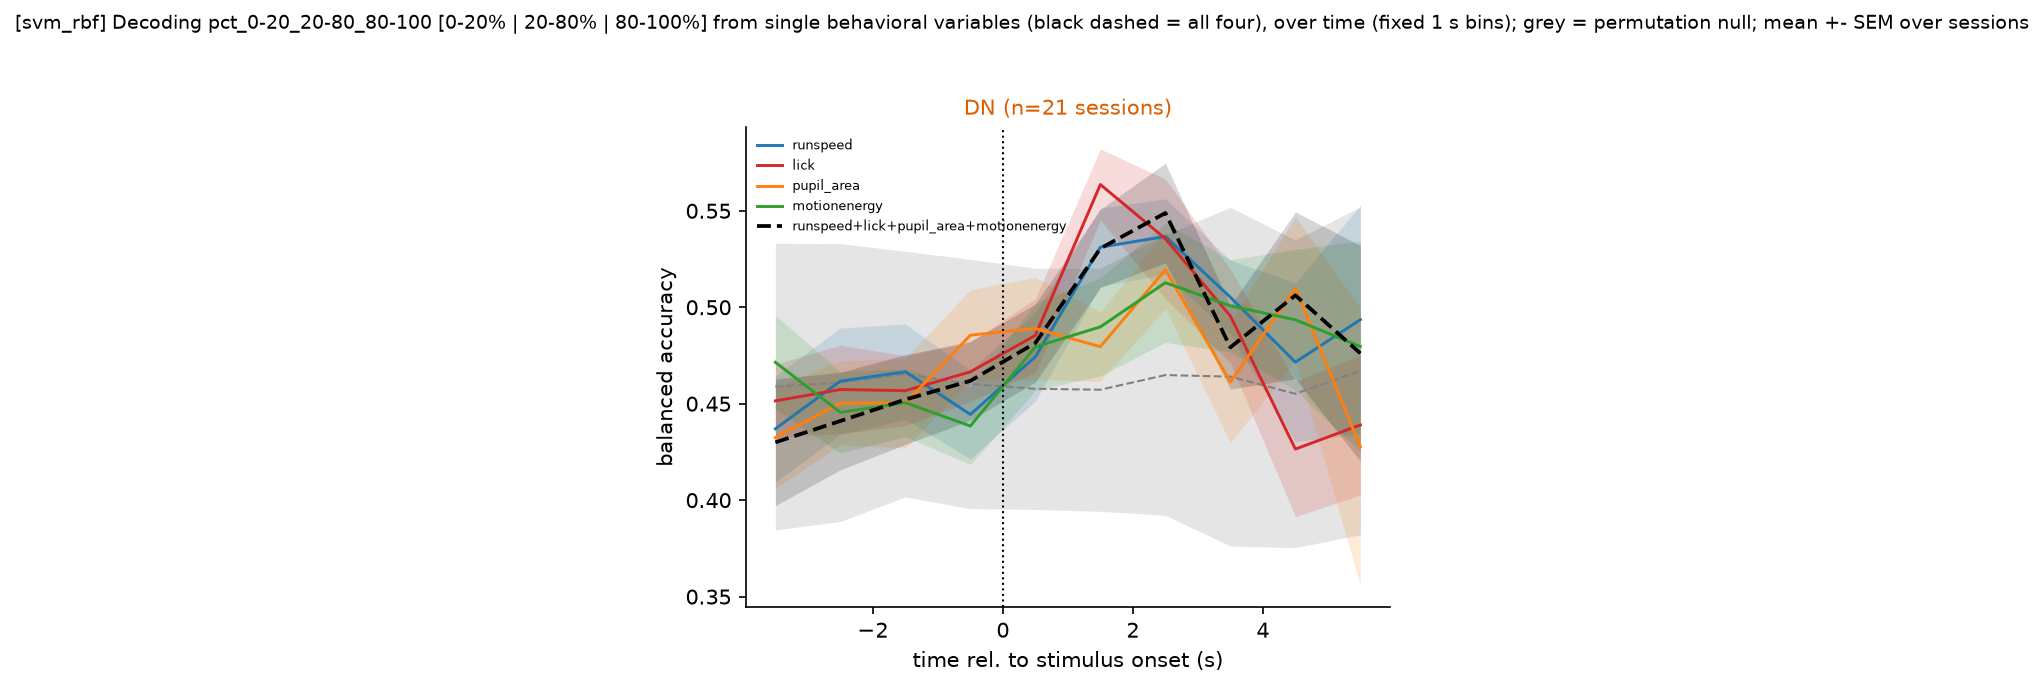 [svm_rbf] Decoding pct_0-20_20-80_80-100 [0-20% | 20-80% | 80-100%] from single behavioral variables (black dashed = all four), over time (fixed 1 s bins); grey = permutation null; mean +- SEM over sessions
DN (n=21 sessions)
runspeed
lick
pupil_area
motionenergy
runspeed+lick+pupil_area+motionenergy
balanced accuracy
0.55
0.50
0.45
0.40
0.35
−2
0
2
4
time rel. to stimulus onset (s)